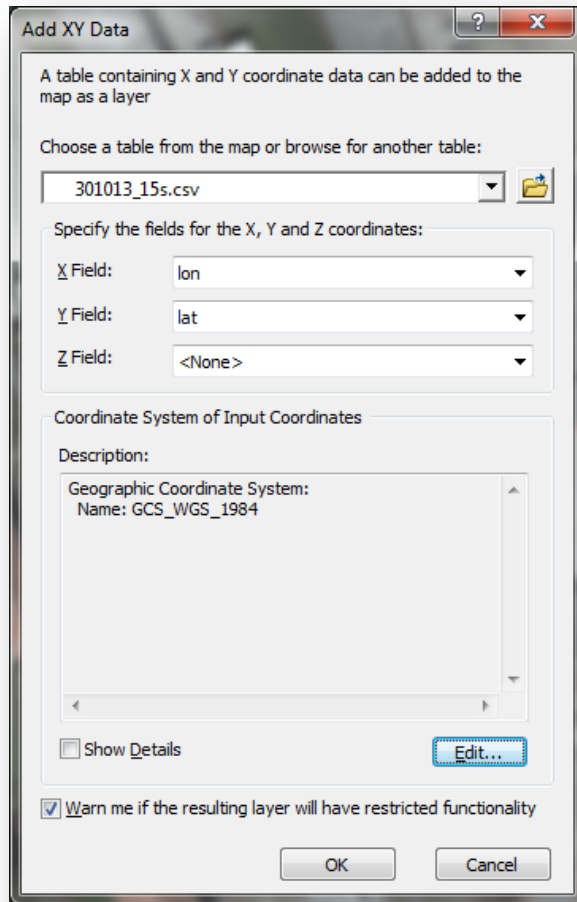 Add XY Data
?
X
A table containing X and Y coordinate data can be added to the
map as a layer
Choose a table from the map or browse for another table:
301013_15s.csv
Specify the fields for the X, Y and Z coordinates:
X Field: lon
Y Field: lat
Z Field: <None>
Coordinate System of Input Coordinates
Description:
Geographic Coordinate System:
Name: GCS_WGS_1984
Show Details
Edit...
Warn me if the resulting layer will have restricted functionality
OK
Cancel